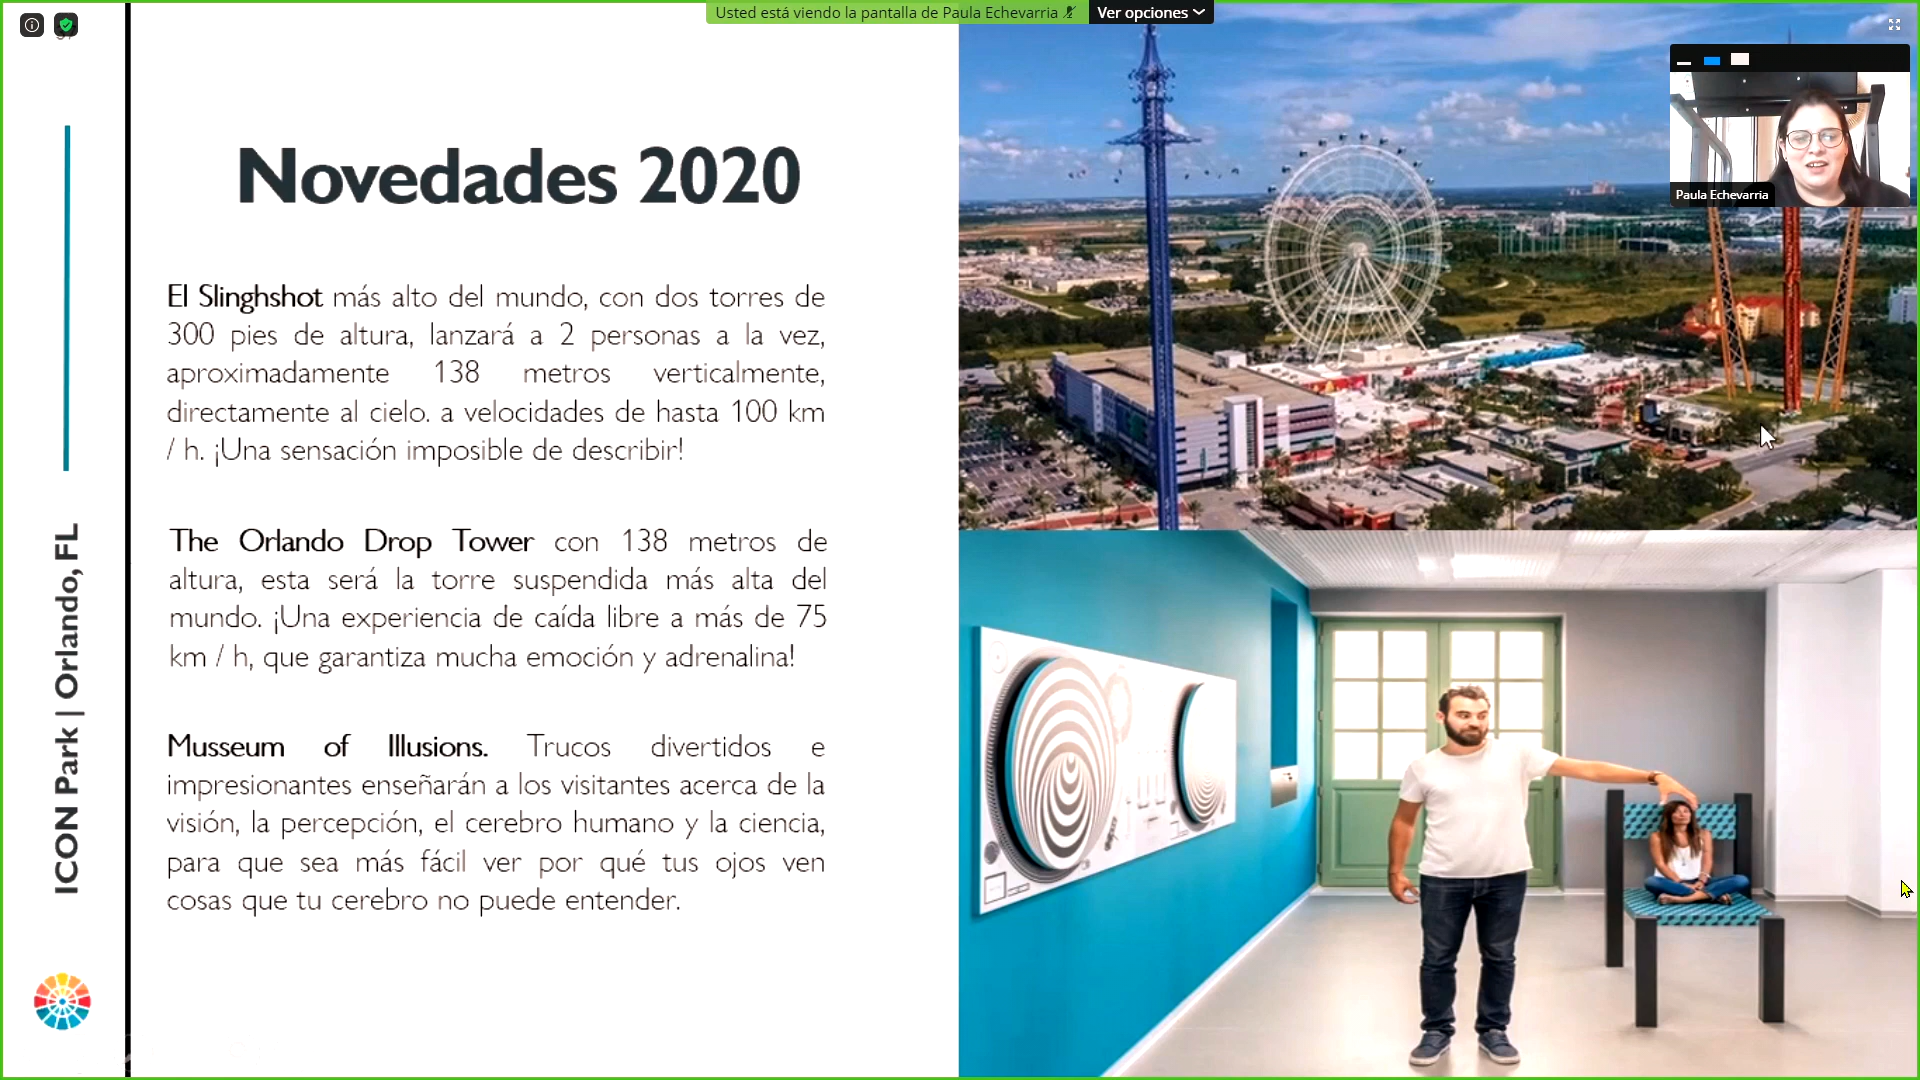 Usted está viendo la pantalla de Paula Echevarria
Ver opciones
Paula Echevarria
Novedades 2020
El Slinghshot más alto del mundo, con dos torres de
300 pies de altura, lanzará a 2 personas a la vez,
aproximadamente 138 metros verticalmente,
directamente al cielo. a velocidades de hasta 100 km
/ h. ¡Una sensación imposible de describir!
The Orlando Drop Tower con 138 metros de
altura, esta será la torre suspendida más alta del
mundo. ¡Una experiencia de caída libre a más de 75
km / h, que garantiza mucha emoción y adrenalina!
Musseum of Illusions. Trucos divertidos e
impresionantes enseñarán a los visitantes acerca de la
visión, la percepción, el cerebro humano y la ciencia,
para que sea más fácil ver por qué tus ojos ven
cosas que tu cerebro no puede entender.
ICON Park | Orlando, FL